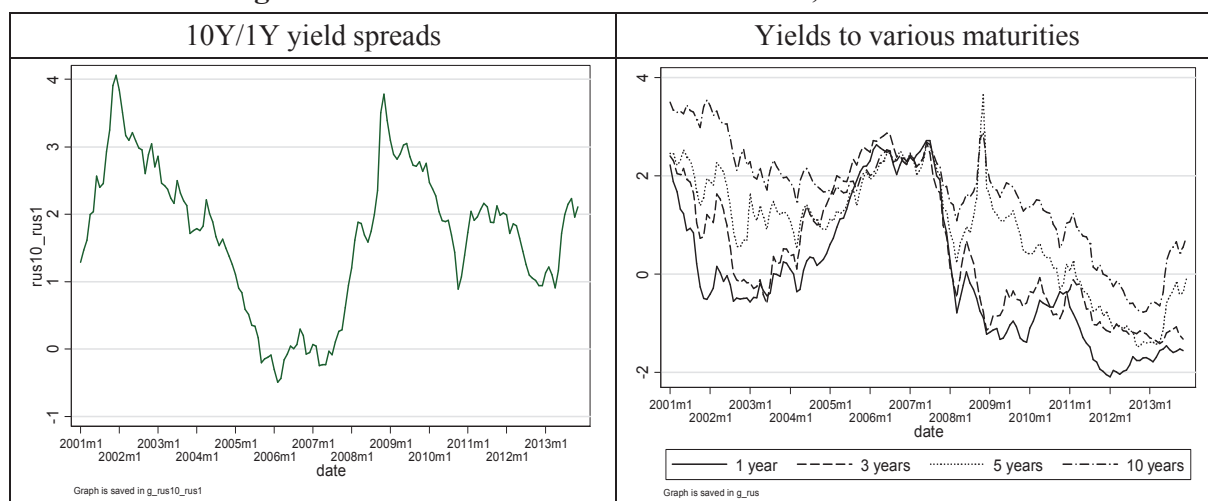 10Y/1Y yield spreads
Yields to various maturities
rus10_rus1
4
3
2
1
0
-1
2001m1 2003m1 2005m1 2007m1 2009m1 2011m1 2013m1
2002m1 2004m1 2006m1 2008m1 2010m1 2012m1
date
Graph is saved in g_rus10_rus1
4
2
0
-2
2001m1 2003m1 2005m1 2007m1 2009m1 2011m1 2013m1
2002m1 2004m1 2006m1 2008m1 2010m1 2012m1
date
1 year 3 years 5 years 10 years
Graph is saved in g_rus